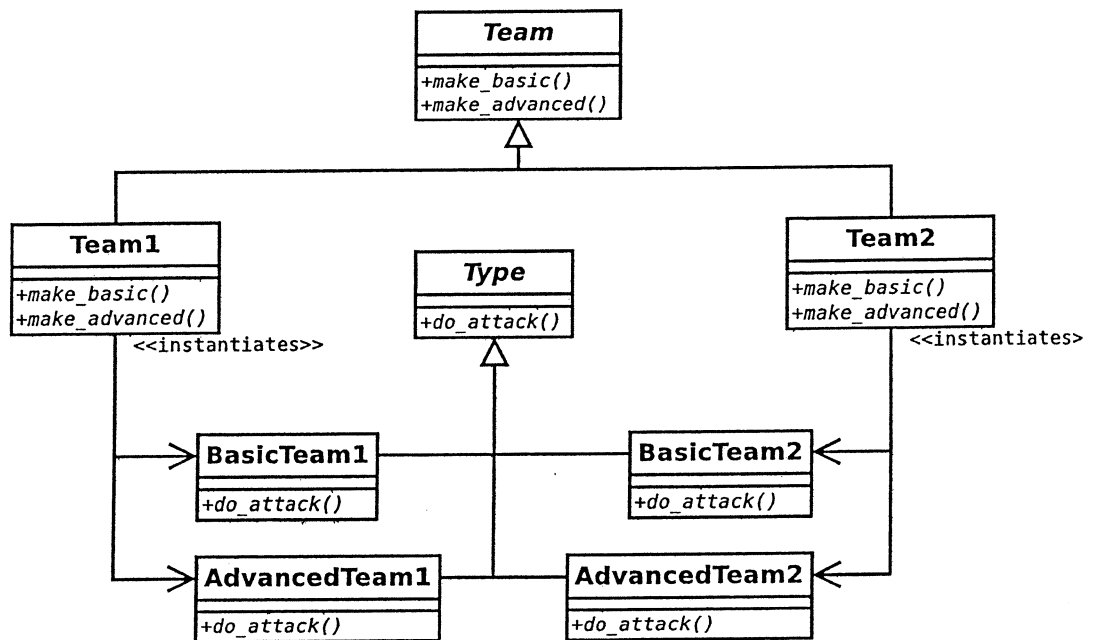 Team
+make_basic()
+make_advanced()
Team1
+make_basic()
+make_advanced()
<<instantiates>>
Type
+do_attack()
Team2
+make_basic()
+make_advanced()
<<instantiates>
BasicTeam1
+do_attack()
BasicTeam2
+do_attack()
AdvancedTeam1
+do_attack()
AdvancedTeam2
+do_attack()